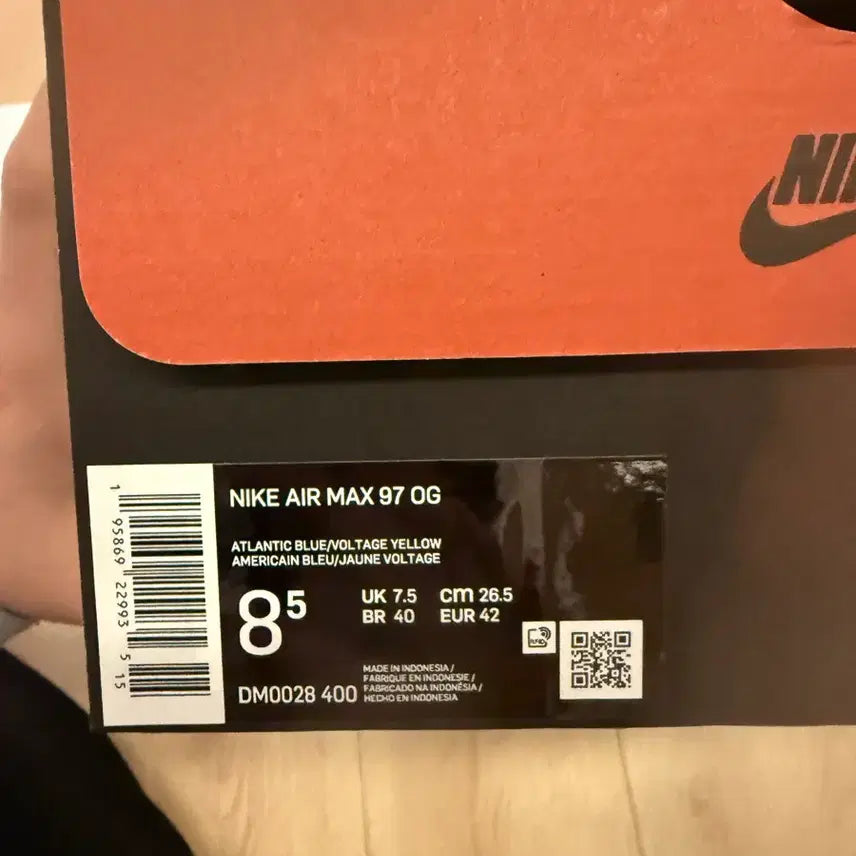 NIKE AIR MAX 97 OG
ATLANTIC BLUE/VOLTAGE YELLOW
AMERICAIN BLEU/JAUNE VOLTAGE
8⁵
UK 7.5 cm 26.5
BR 40 EUR 42
DM0028 400
MADE IN INDONESIA /
FABRIQUE EN INDONESIE /
FABRICADO NA INDONÉSIA /
HECHO EN INDONESIA
1 95869 22993 5 15